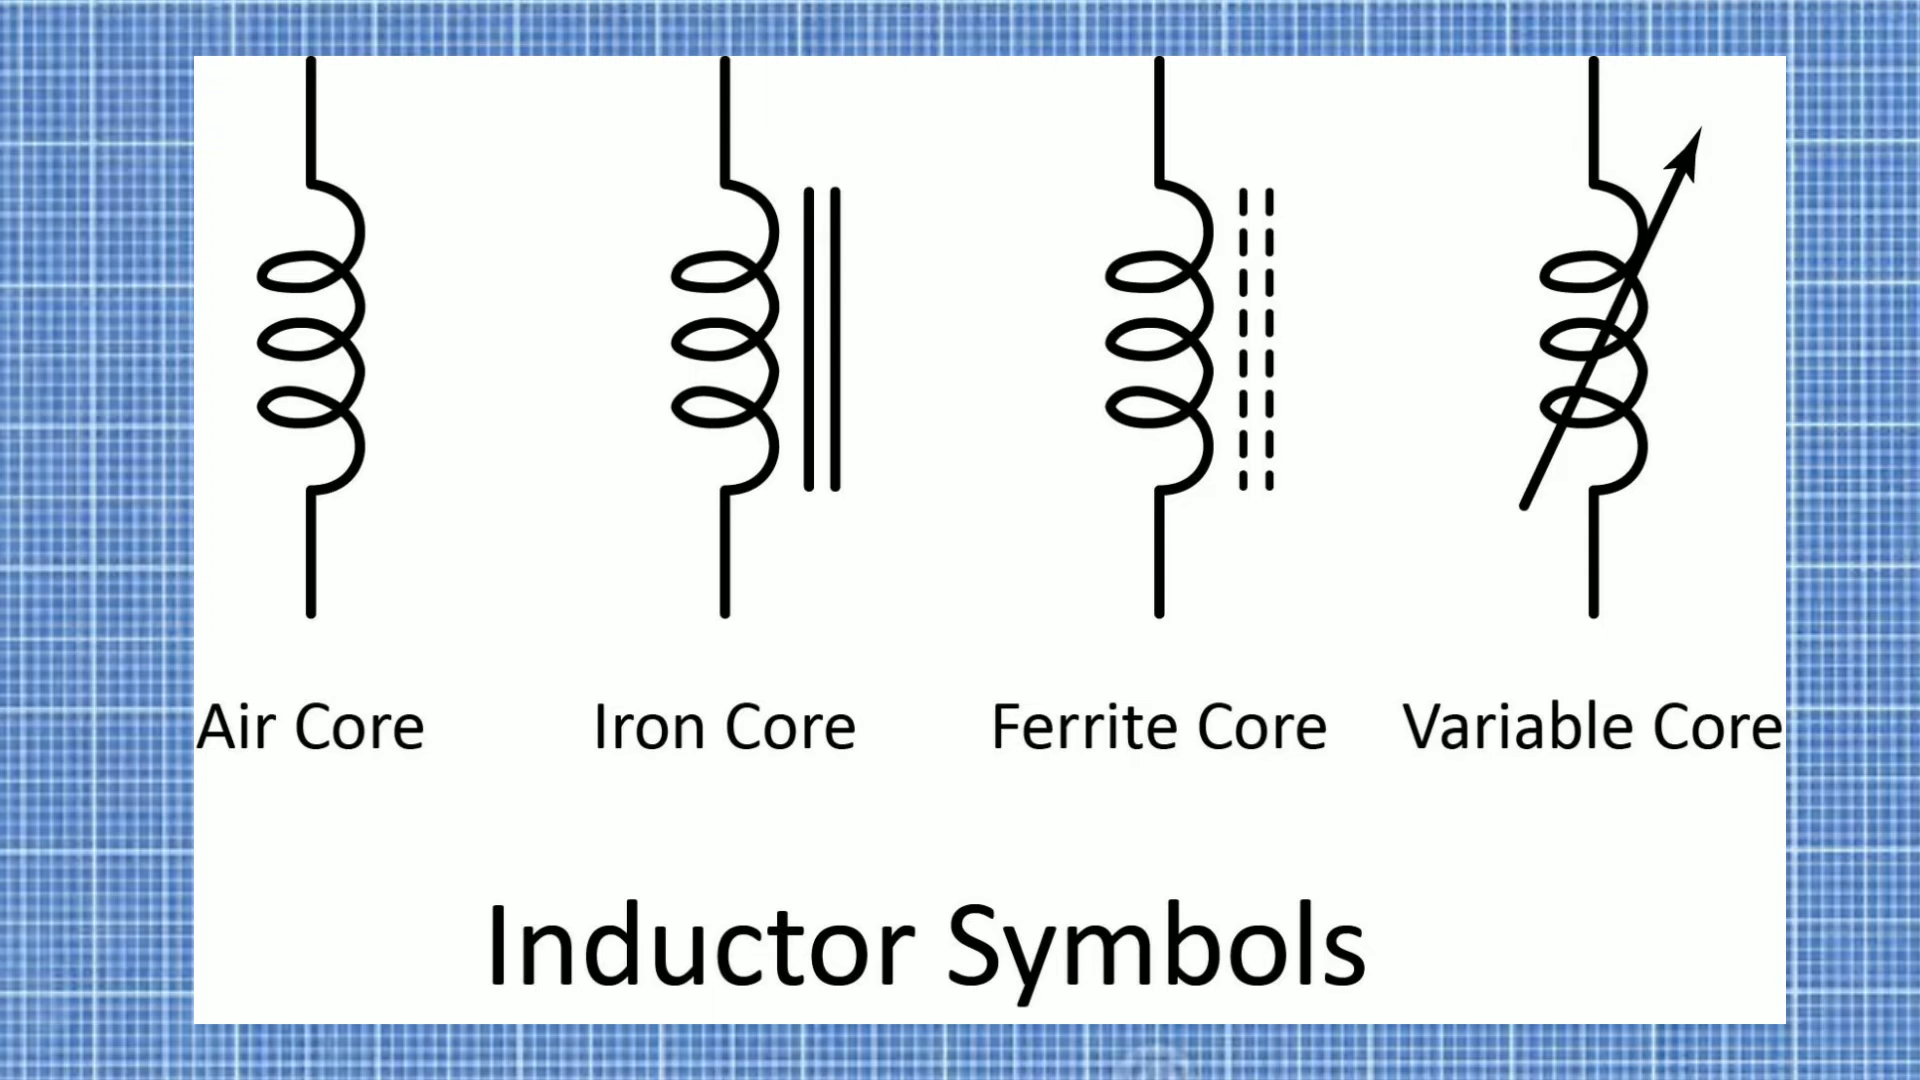 Air Core
Iron Core
Ferrite Core
Variable Core
Inductor Symbols